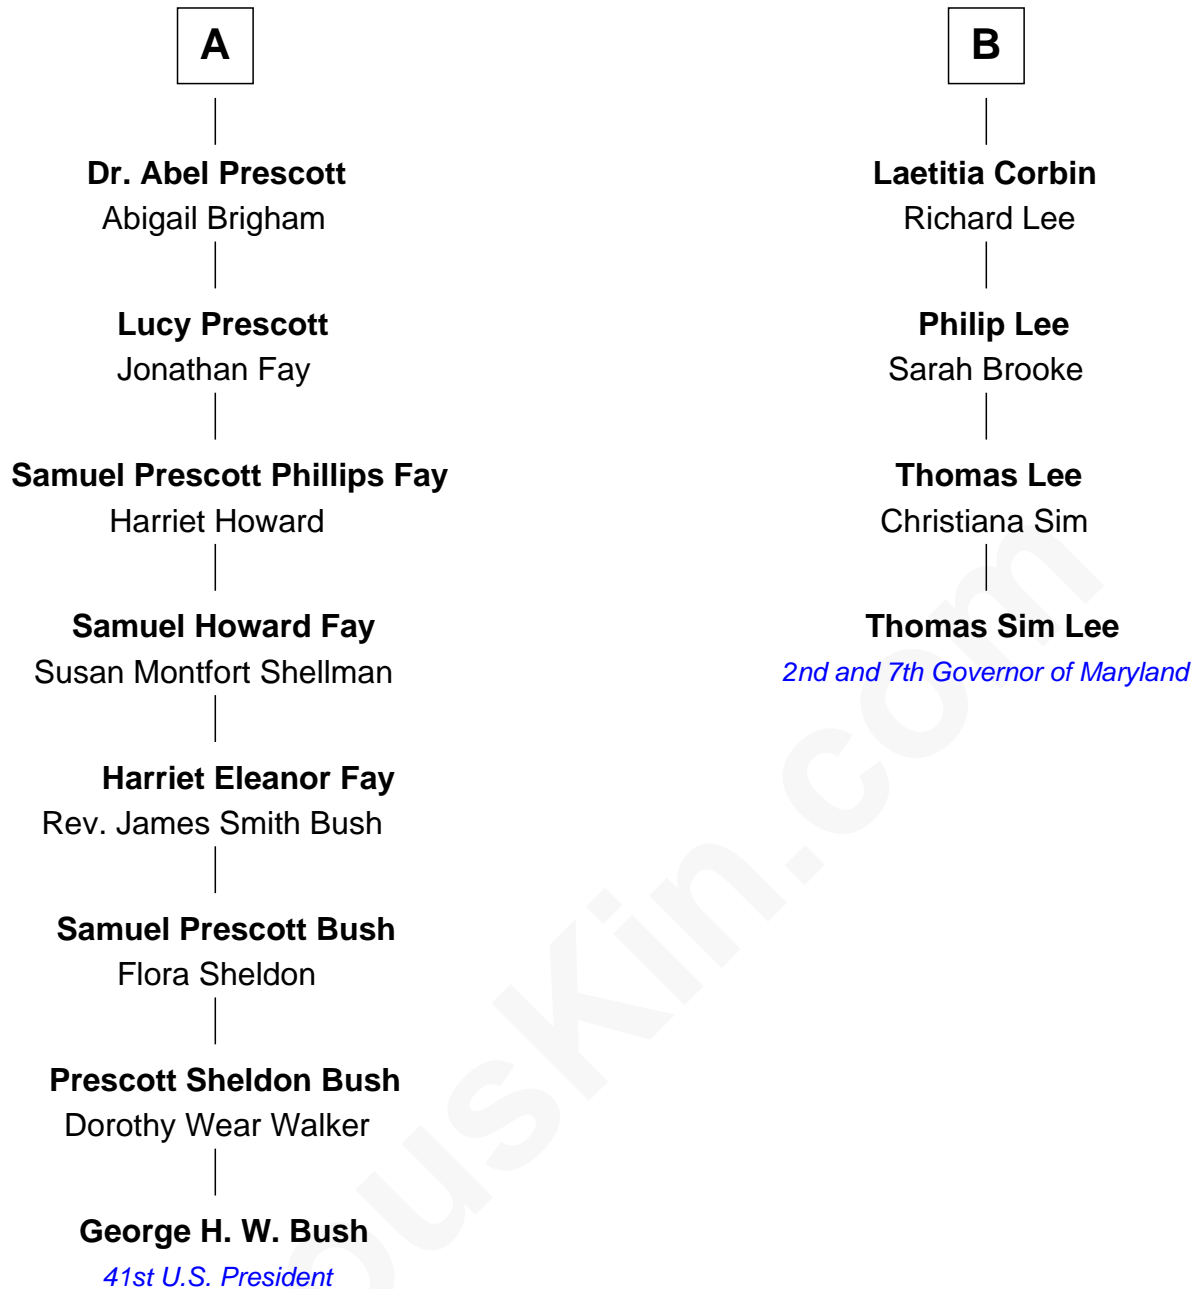 A
Dr. Abel Prescott
Abigail Brigham
Lucy Prescott
Jonathan Fay
Samuel Prescott Phillips Fay
Harriet Howard
Samuel Howard Fay
Susan Montfort Shellman
Harriet Eleanor Fay
Rev. James Smith Bush
Samuel Prescott Bush
Flora Sheldon
Prescott Sheldon Bush
Dorothy Wear Walker
George H. W. Bush
41st U.S. President
B
Laetitia Corbin
Richard Lee
Philip Lee
Sarah Brooke
Thomas Lee
Christiana Sim
Thomas Sim Lee
2nd and 7th Governor of Maryland
ousKin.com